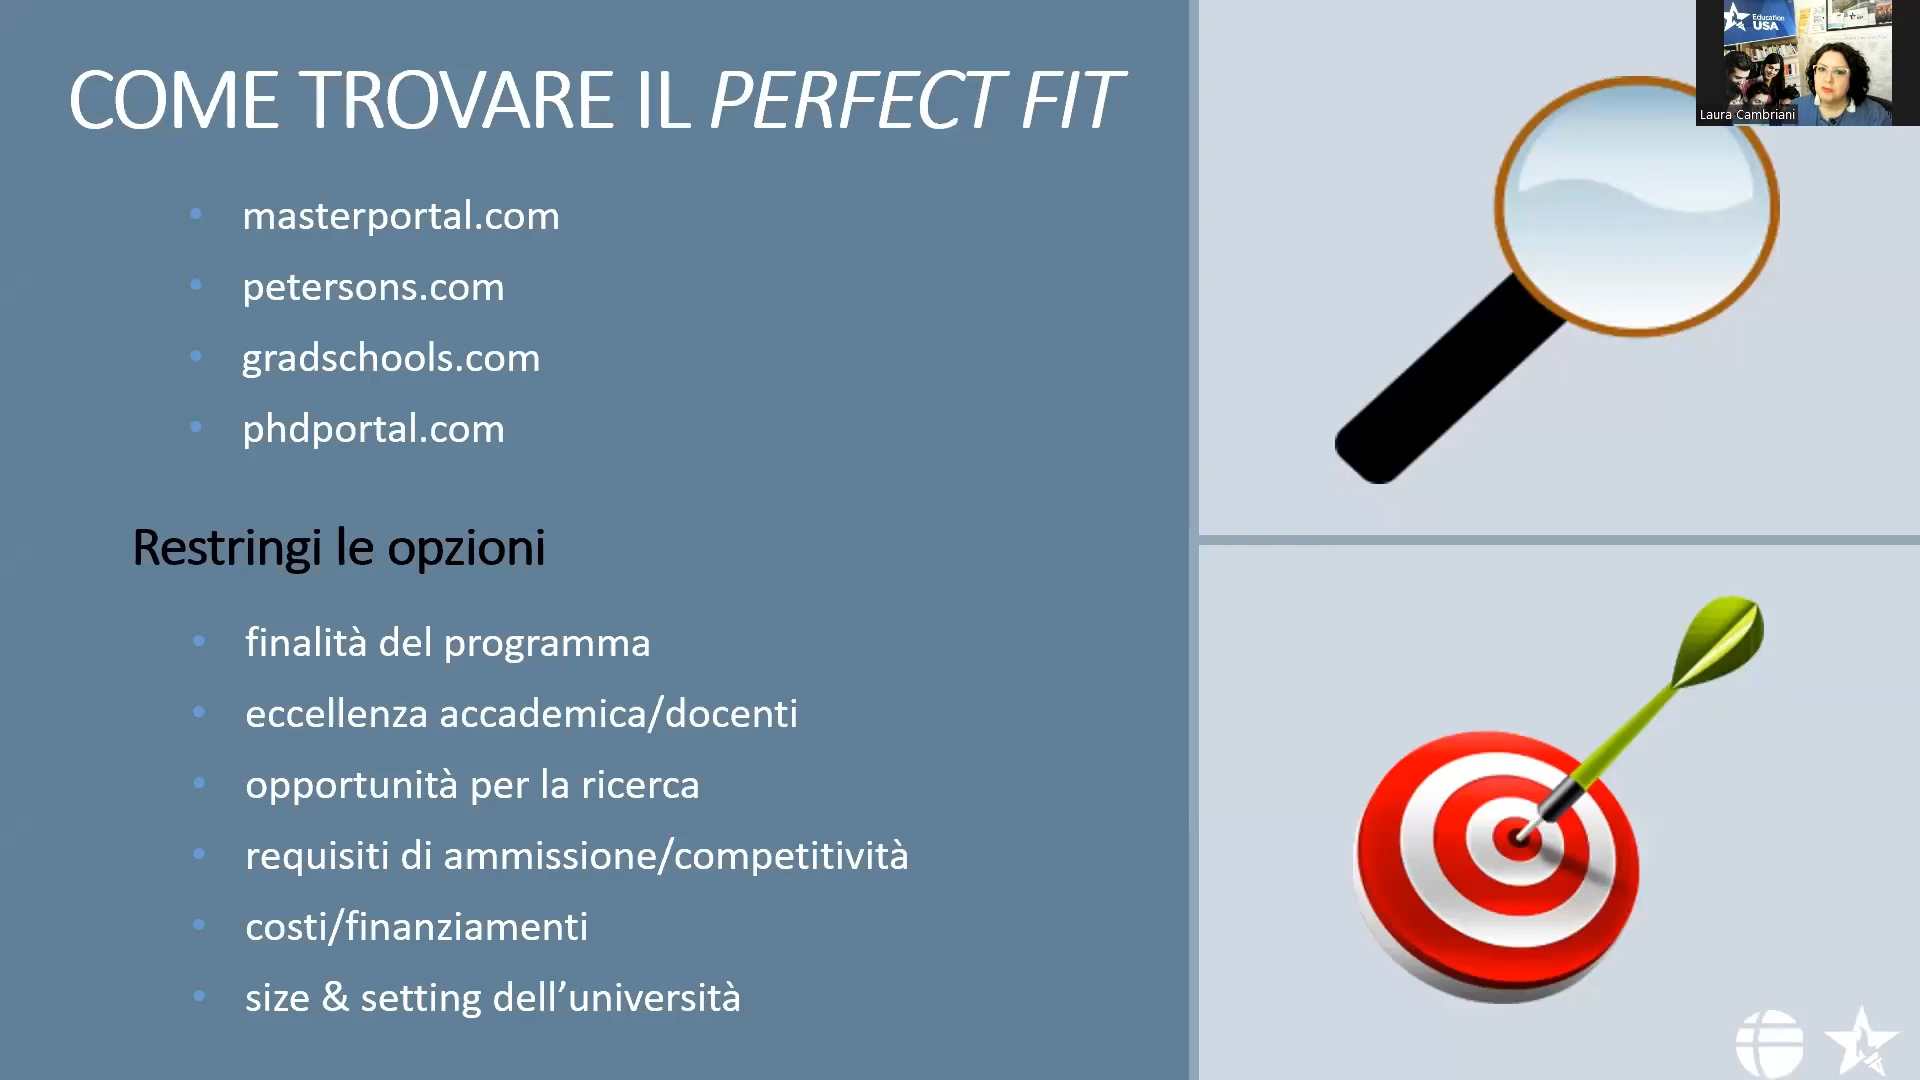 COME TROVARE IL PERFECT FIT
masterportal.com
petersons.com
gradschools.com
phdportal.com
Restringi le opzioni
finalità del programma
eccellenza accademica/docenti
opportunità per la ricerca
requisiti di ammissione/competitività
costi/finanziamenti
size & setting dell’università
Education
USA
Laura Cambriani